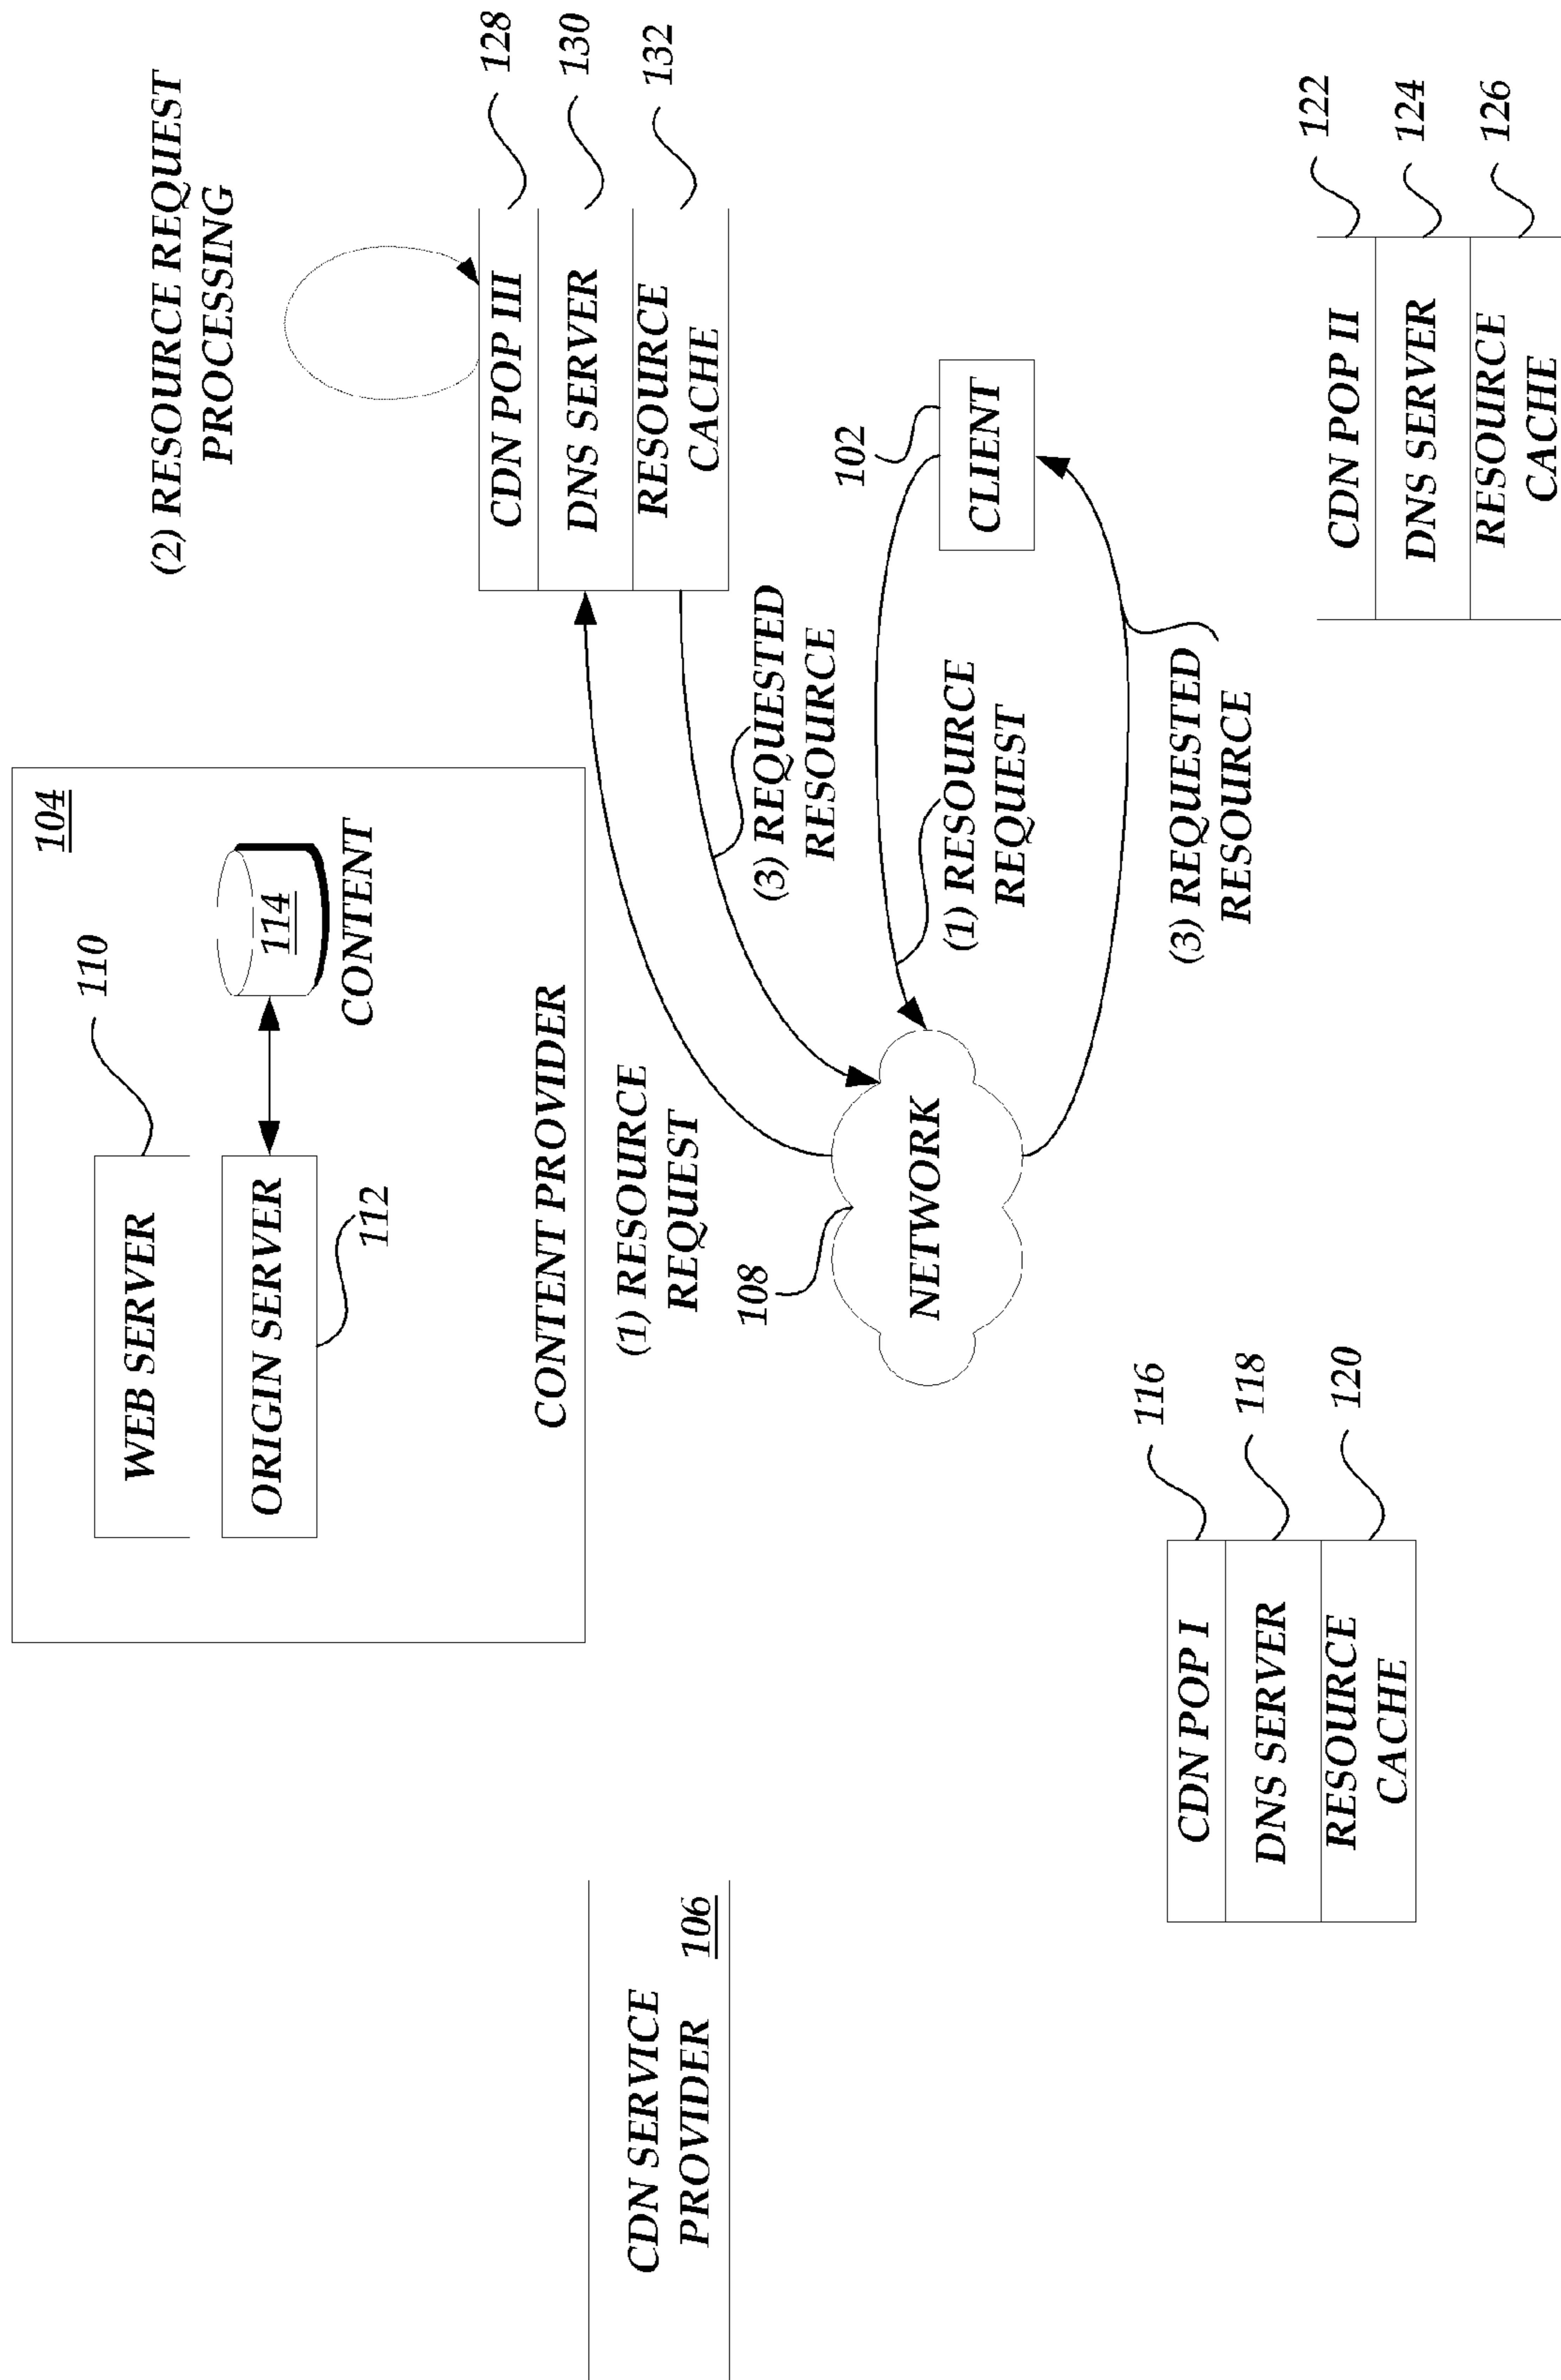 104
WEB SERVER
110
ORIGIN SERVER
112
114
CONTENT
CONTENT PROVIDER
(2) RESOURCE REQUEST
PROCESSING
CDN POP III
128
DNS SERVER
130
RESOURCE
CACHE
132
CDN SERVICE
PROVIDER
106
(1) RESOURCE
REQUEST
(3) REQUESTED
RESOURCE
108
NETWORK
102
CLIENT
(1) RESOURCE
REQUEST
(3) REQUESTED
RESOURCE
CDN POP I
116
DNS SERVER
118
RESOURCE
CACHE
120
CDN POP II
122
DNS SERVER
124
RESOURCE
CACHE
126